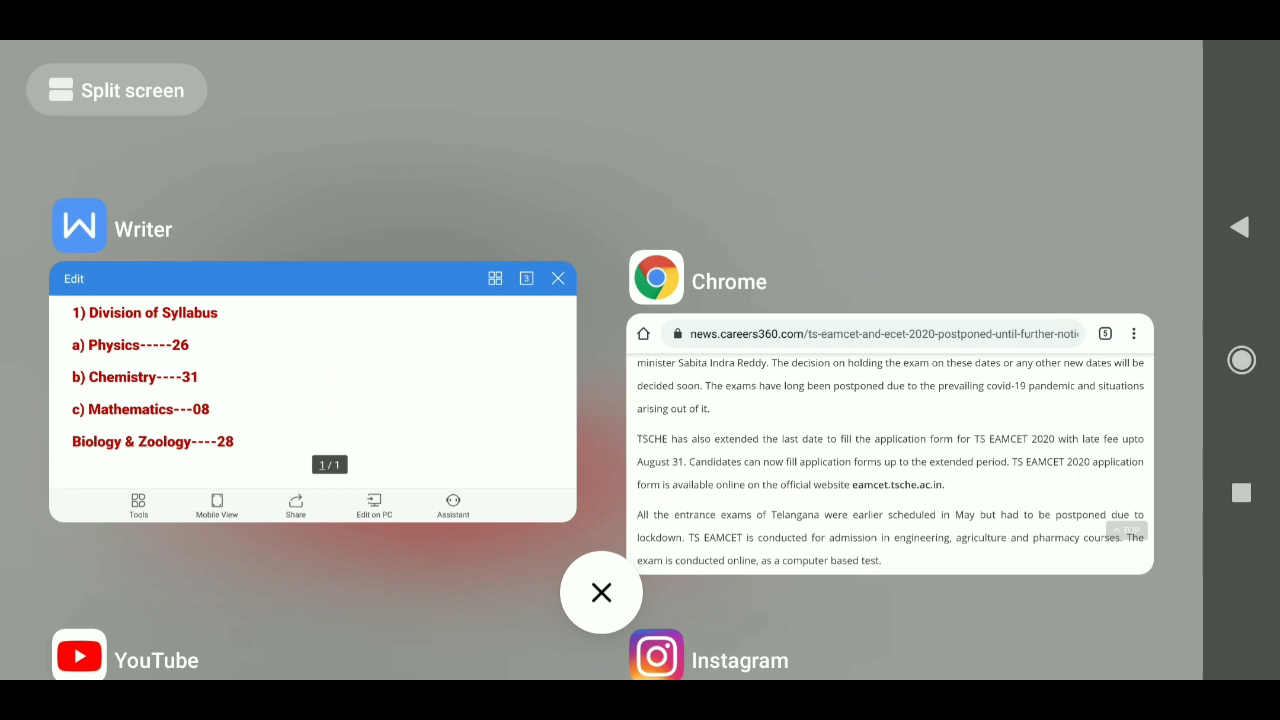 Split screen
Writer
Edit
3
1) Division of Syllabus
a) Physics-----26
b) Chemistry----31
c) Mathematics---08
Biology & Zoology----28
1 / 1
Tools
Mobile View
Share
Edit on PC
Assistant
Chrome
news.careers360.com/ts-eamcet-and-ecet-2020-postponed-until-further-noti
5
minister Sabita Indra Reddy. The decision on holding the exam on these dates or any other new dates will be
decided soon. The exams have long been postponed due to the prevailing covid-19 pandemic and situations
arising out of it.
TSCHE has also extended the last date to fill the application form for TS EAMCET 2020 with late fee upto
August 31. Candidates can now fill application forms up to the extended period. TS EAMCET 2020 application
form is available online on the official website eamcet.tsche.ac.in.
All the entrance exams of Telangana were earlier scheduled in May but had to be postponed due to
TOP
lockdown. TS EAMCET is conducted for admission in engineering, agriculture and pharmacy courses. The
exam is conducted online, as a computer based test.
YouTube
Instagram